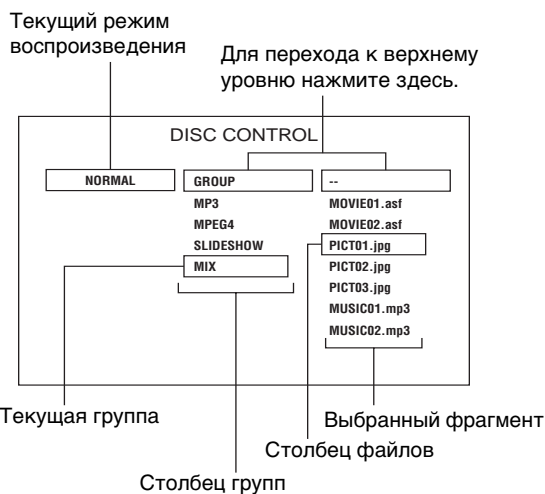 Текущий режим
воспроизведения
Для перехода к верхнему
уровню нажмите здесь.
DISC CONTROL
NORMAL
GROUP
--
MP3
MOVIE01.asf
MPEG4
MOVIE02.asf
SLIDESHOW
PICT01.jpg
MIX
PICT02.jpg
PICT03.jpg
MUSIC01.mp3
MUSIC02.mp3
Текущая группа
Выбранный фрагмент
Столбец файлов
Столбец групп